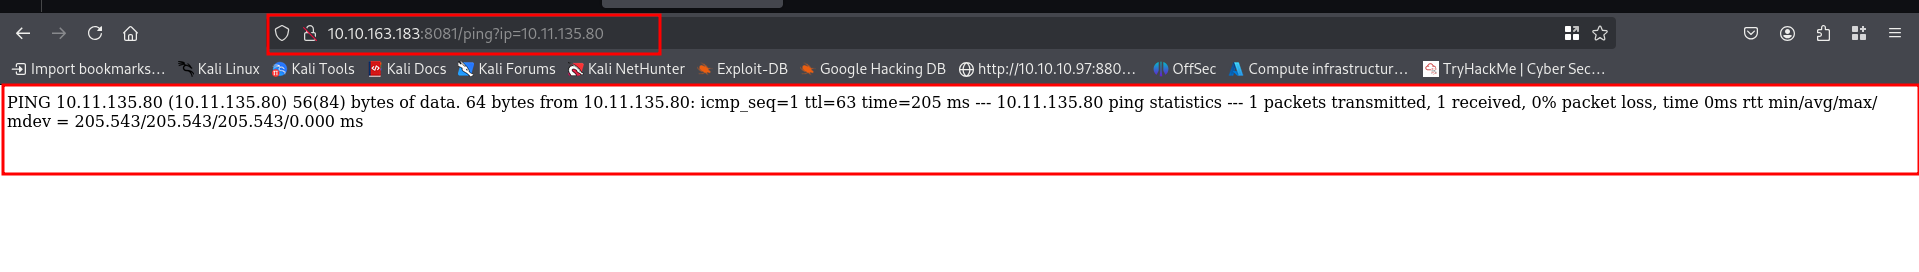 10.10.163.183:8081/ping?ip=10.11.135.80
Import bookmarks… Kali Linux Kali Tools Kali Docs Kali Forums Kali NetHunter Exploit-DB Google Hacking DB http://10.10.10.97:880… OffSec Compute infrastructur… TryHackMe | Cyber Sec…
PING 10.11.135.80 (10.11.135.80) 56(84) bytes of data. 64 bytes from 10.11.135.80: icmp_seq=1 ttl=63 time=205 ms --- 10.11.135.80 ping statistics --- 1 packets transmitted, 1 received, 0% packet loss, time 0ms rtt min/avg/max/
mdev = 205.543/205.543/205.543/0.000 ms